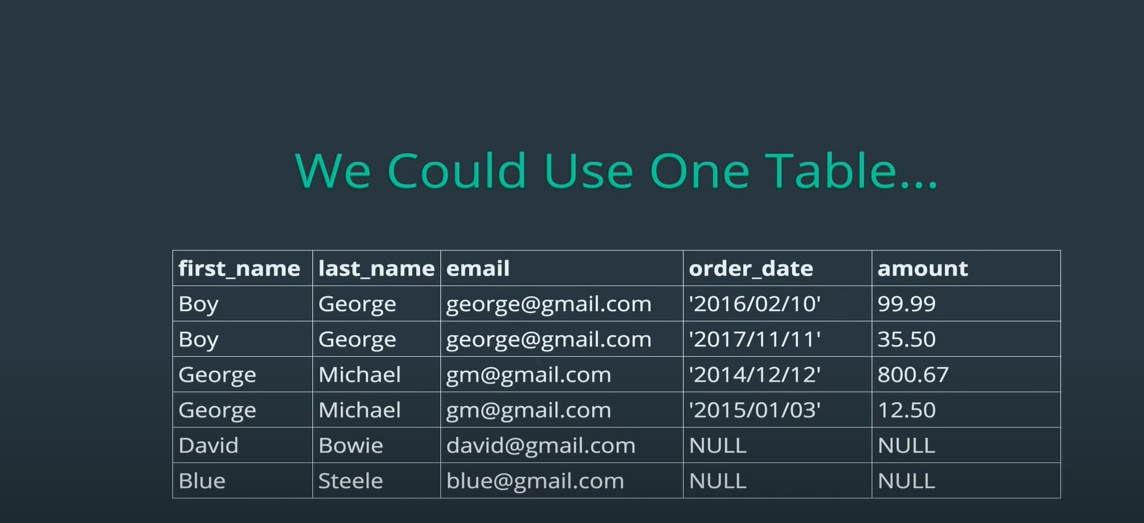 We Could Use One Table...
first_name last_name email order_date amount
Boy George george@gmail.com '2016/02/10' 99.99
Boy George george@gmail.com '2017/11/11' 35.50
George Michael gm@gmail.com '2014/12/12' 800.67
George Michael gm@gmail.com '2015/01/03' 12.50
David Bowie david@gmail.com NULL NULL
Blue Steele blue@gmail.com NULL NULL